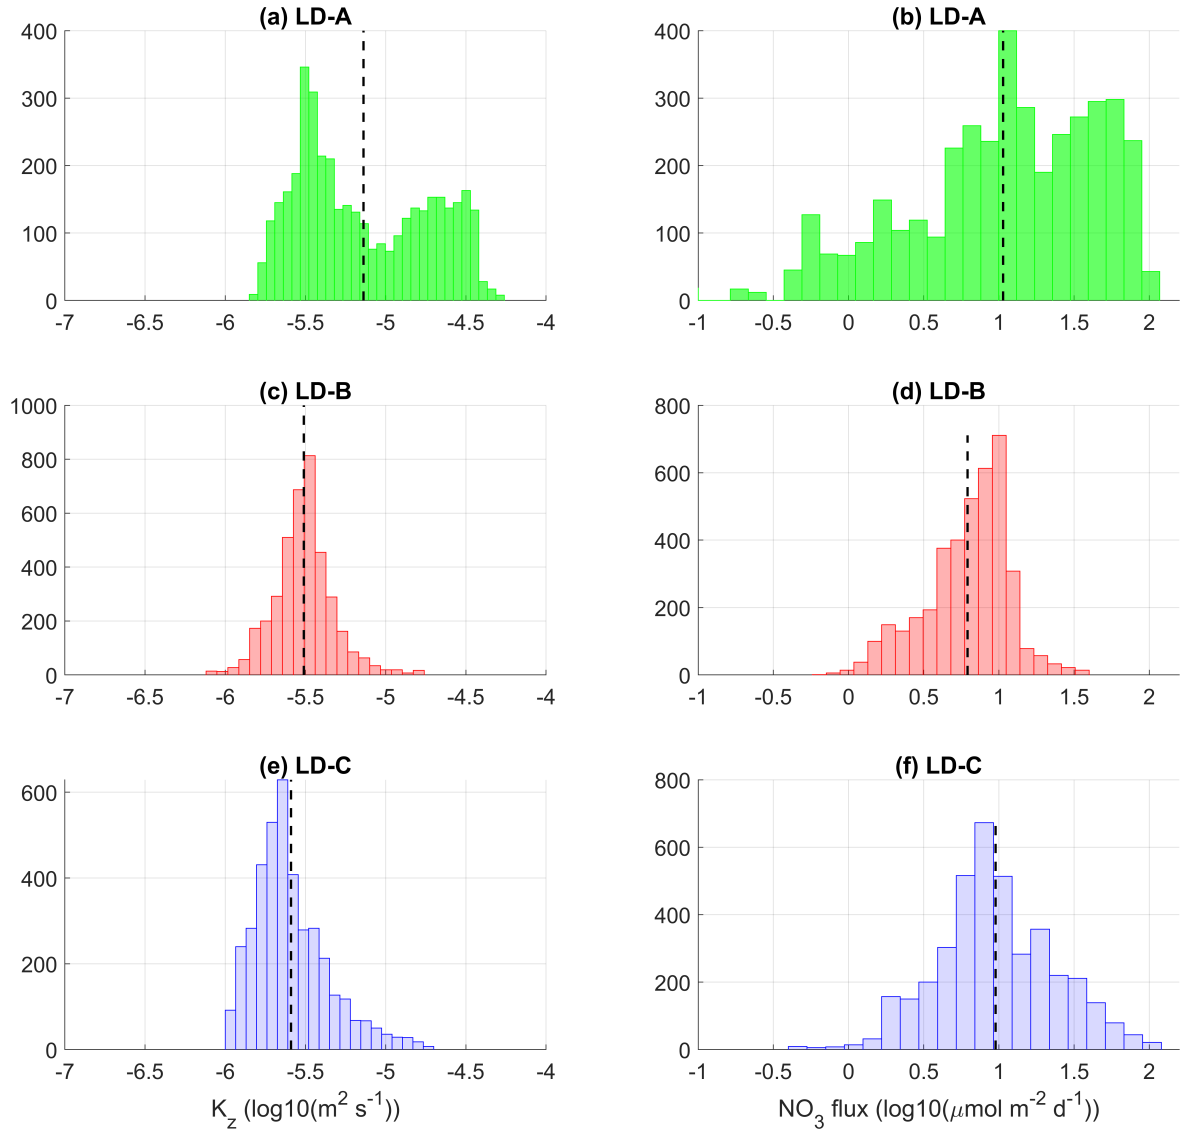 (a) LD-A
400
300
200
100
0
-7 -6.5 -6 -5.5 -5 -4.5 -4
(b) LD-A
400
300
200
100
0
-1 -0.5 0 0.5 1 1.5 2
(c) LD-B
1000
800
600
400
200
0
-7 -6.5 -6 -5.5 -5 -4.5 -4
(d) LD-B
800
600
400
200
0
-1 -0.5 0 0.5 1 1.5 2
(e) LD-C
600
400
200
0
-7 -6.5 -6 -5.5 -5 -4.5 -4
K_z (log10(m² s⁻¹))
(f) LD-C
800
600
400
200
0
-1 -0.5 0 0.5 1 1.5 2
NO₃ flux (log10(μmol m⁻² d⁻¹))